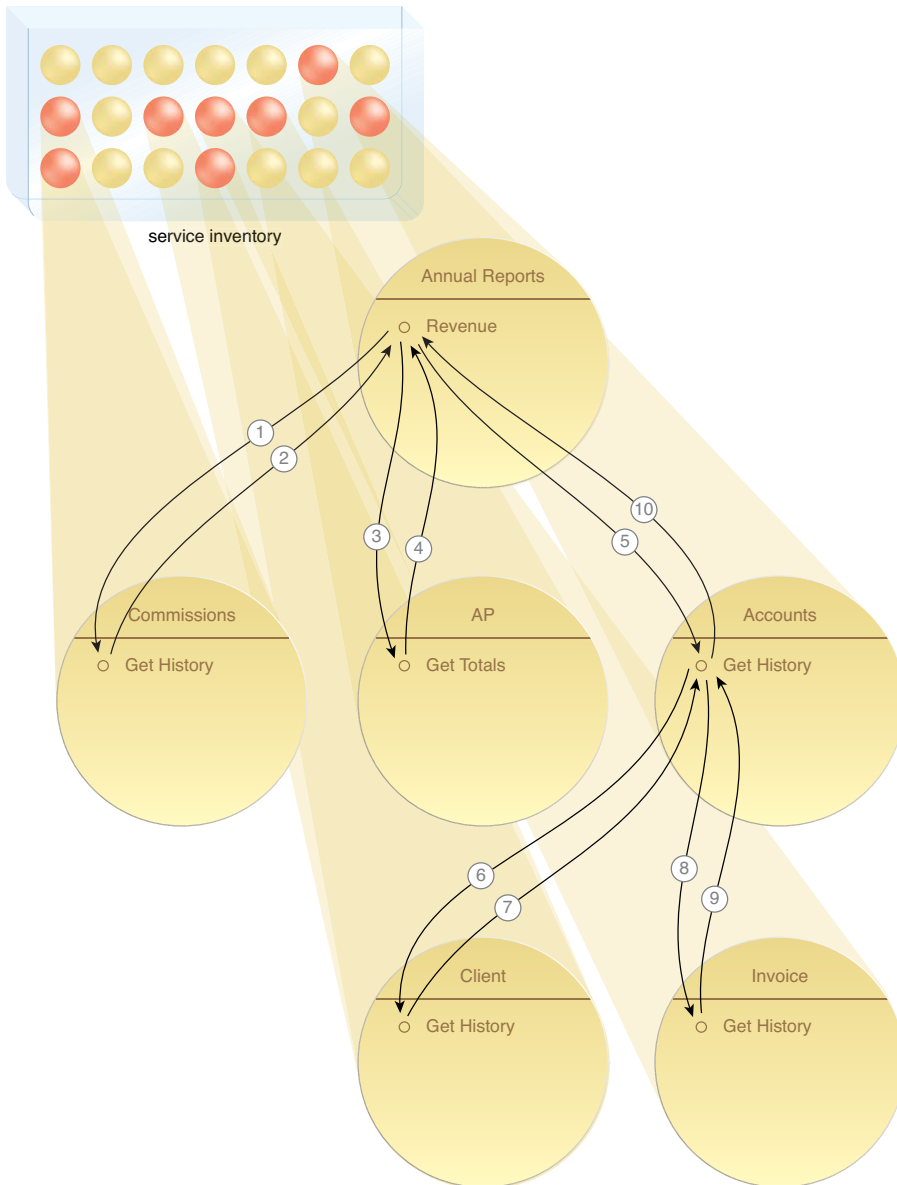 service inventory
Annual Reports
Revenue
1
2
3
4
5
10
Commissions
Get History
AP
Get Totals
Accounts
Get History
6
7
8
9
Client
Get History
Invoice
Get History